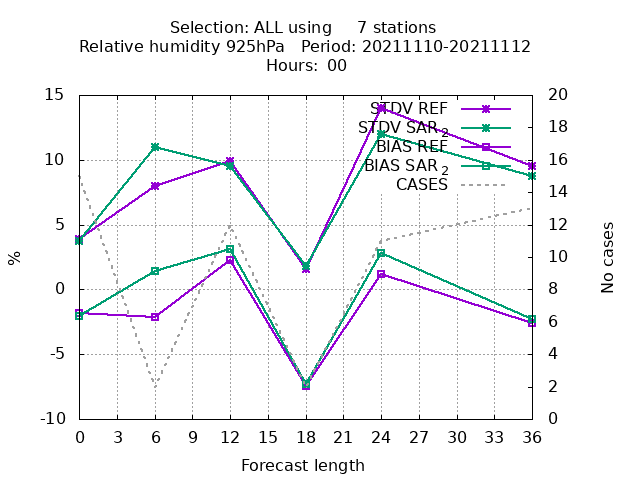 Selection: ALL using 7 stations
Relative humidity 925hPa Period: 20211110-20211112
Hours: 00
15 20
STDV REF
18
STDV SAR 2
BIAS REF
10 16
BIAS SAR 2
CASES
14
5 12
% No cases
10
0 8
6
-5 4
2
-10 0
0 3 6 9 12 15 18 21 24 27 30 33 36
Forecast length